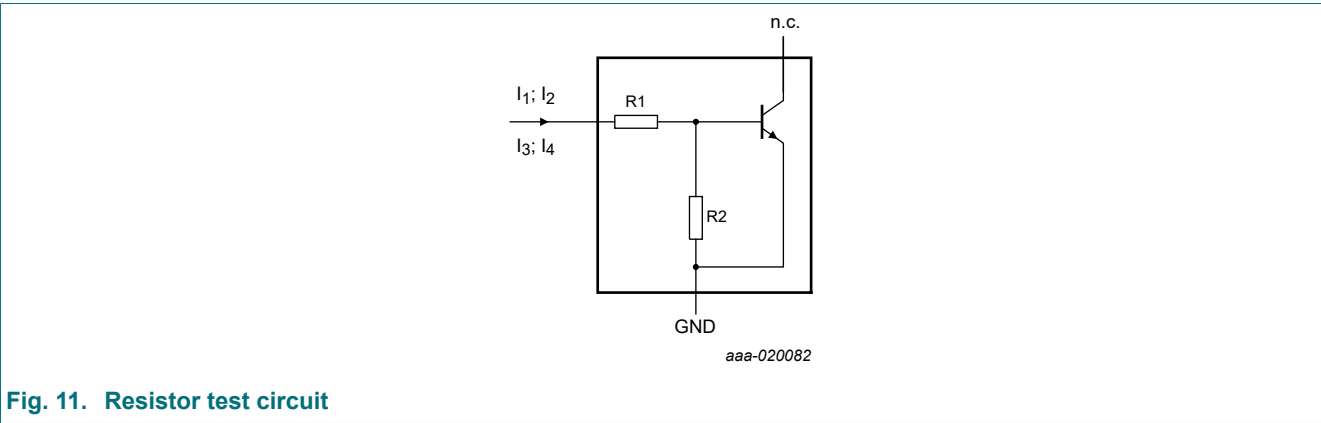 n.c.
I1; I2
R1
I3; I4
R2
GND
aaa-020082
Fig. 11. Resistor test circuit